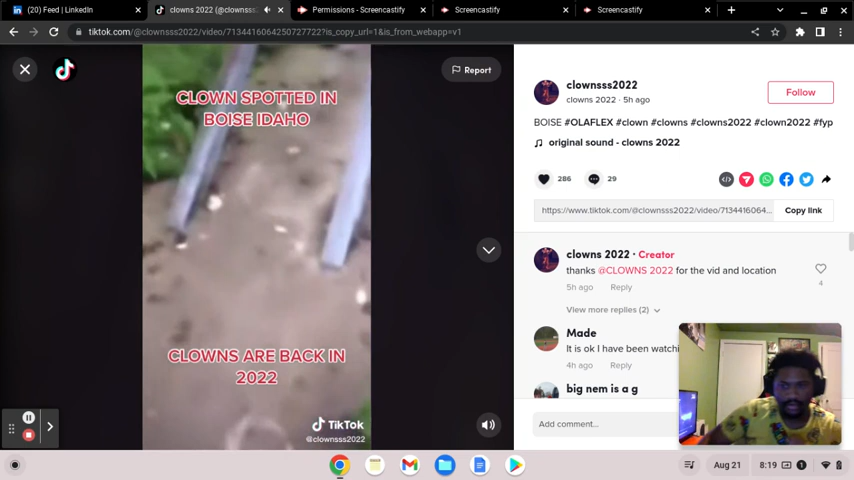 (20) Feed | LinkedIn
clowns 2022 (@clownsss
Permissions - Screencastify
Screencastify
Screencastify
tiktok.com/@clownsss2022/video/7134416064250727722?is_copy_url=1&is_from_webapp=v1
Report
CLOWN SPOTTED IN
BOISE IDAHO
CLOWNS ARE BACK IN
2022
TikTok
@clownsss2022
clownsss2022
clowns 2022 · 5h ago
Follow
BOISE #OLAFLEX #clown #clowns #clowns2022 #clown2022 #fyp
original sound - clowns 2022
286
29
https://www.tiktok.com/@clownsss2022/video/7134416064...
Copy link
clowns 2022 · Creator
thanks @CLOWNS 2022 for the vid and location
4
5h ago Reply
View more replies (2)
Made
It is ok I have been watchi
4h ago Reply
big nem is a g
Add comment...
Aug 21
8:19
1